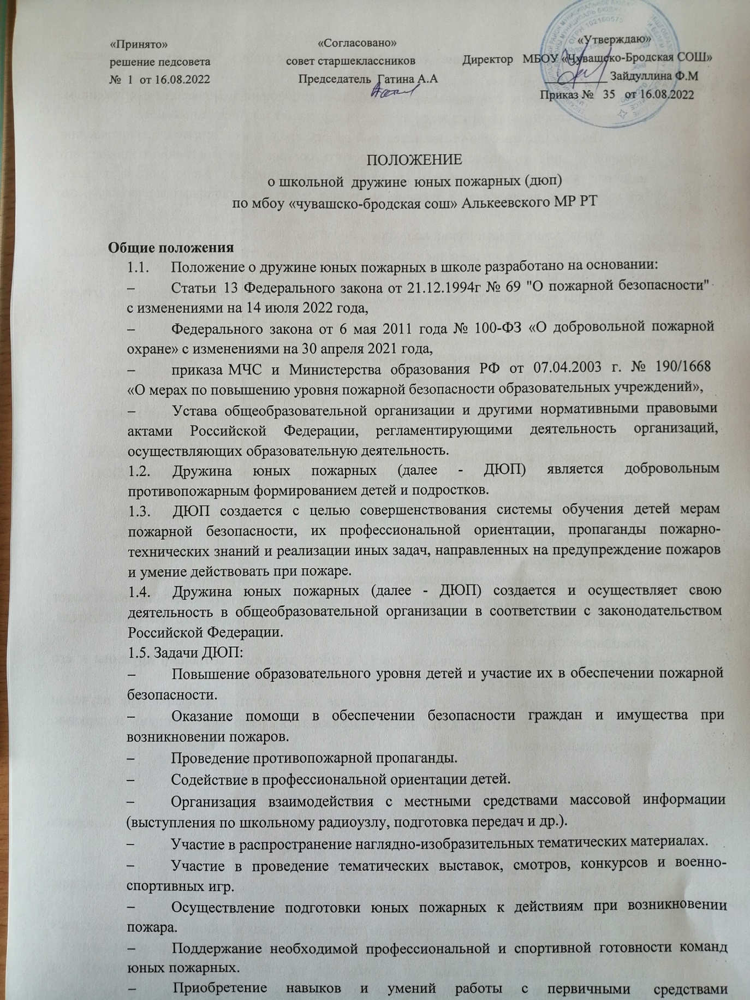 «Принято» «Согласовано» «Утверждаю»
решение педсовета совет старшеклассников Директор МБОУ «Чувашско-Бродская СОШ»
№ 1 от 16.08.2022 Председатель Гатина А.А Зайдуллина Ф.М
Приказ № 35 от 16.08.2022
ПОЛОЖЕНИЕ
о школьной дружине юных пожарных (дюп)
по мбоу «чувашско-бродская сош» Алькеевского МР РТ
Общие положения
1.1. Положение о дружине юных пожарных в школе разработано на основании:
– Статьи 13 Федерального закона от 21.12.1994г № 69 "О пожарной безопасности"
с изменениями на 14 июля 2022 года,
– Федерального закона от 6 мая 2011 года № 100-ФЗ «О добровольной пожарной
охране» с изменениями на 30 апреля 2021 года,
– приказа МЧС и Министерства образования РФ от 07.04.2003 г. № 190/1668
«О мерах по повышению уровня пожарной безопасности образовательных учреждений»,
– Устава общеобразовательной организации и другими нормативными правовыми
актами Российской Федерации, регламентирующими деятельность организаций,
осуществляющих образовательную деятельность.
1.2. Дружина юных пожарных (далее - ДЮП) является добровольным
противопожарным формированием детей и подростков.
1.3. ДЮП создается с целью совершенствования системы обучения детей мерам
пожарной безопасности, их профессиональной ориентации, пропаганды пожарно-
технических знаний и реализации иных задач, направленных на предупреждение пожаров
и умение действовать при пожаре.
1.4. Дружина юных пожарных (далее - ДЮП) создается и осуществляет свою
деятельность в общеобразовательной организации в соответствии с законодательством
Российской Федерации.
1.5. Задачи ДЮП:
– Повышение образовательного уровня детей и участие их в обеспечении пожарной
безопасности.
– Оказание помощи в обеспечении безопасности граждан и имущества при
возникновении пожаров.
– Проведение противопожарной пропаганды.
– Содействие в профессиональной ориентации детей.
– Организация взаимодействия с местными средствами массовой информации
(выступления по школьному радиоузлу, подготовка передач и др.).
– Участие в распространение наглядно-изобразительных тематических материалах.
– Участие в проведение тематических выставок, смотров, конкурсов и военно-
спортивных игр.
– Осуществление подготовки юных пожарных к действиям при возникновении
пожара.
– Поддержание необходимой профессиональной и спортивной готовности команд
юных пожарных.
– Приобретение навыков и умений работы с первичными средствами